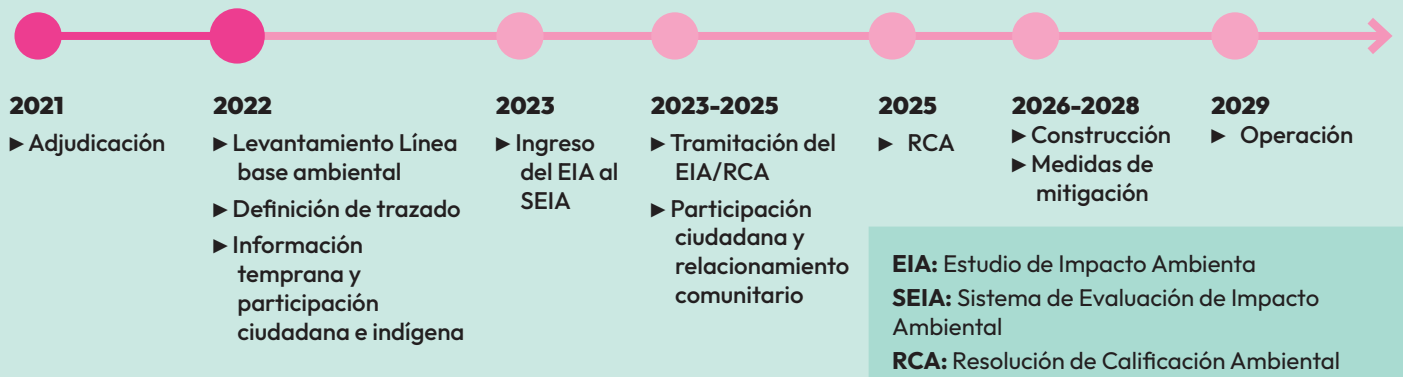 2021
► Adjudicación
2022
► Levantamiento Línea
base ambiental
► Definición de trazado
► Información
temprana y
participación
ciudadana e indígena
2023
► Ingreso
del EIA al
SEIA
2023-2025
► Tramitación del
EIA/RCA
► Participación
ciudadana y
relacionamiento
comunitario
2025
► RCA
2026-2028
► Construcción
► Medidas de
mitigación
2029
► Operación
EIA: Estudio de Impacto Ambienta
SEIA: Sistema de Evaluación de Impacto
Ambiental
RCA: Resolución de Calificación Ambiental